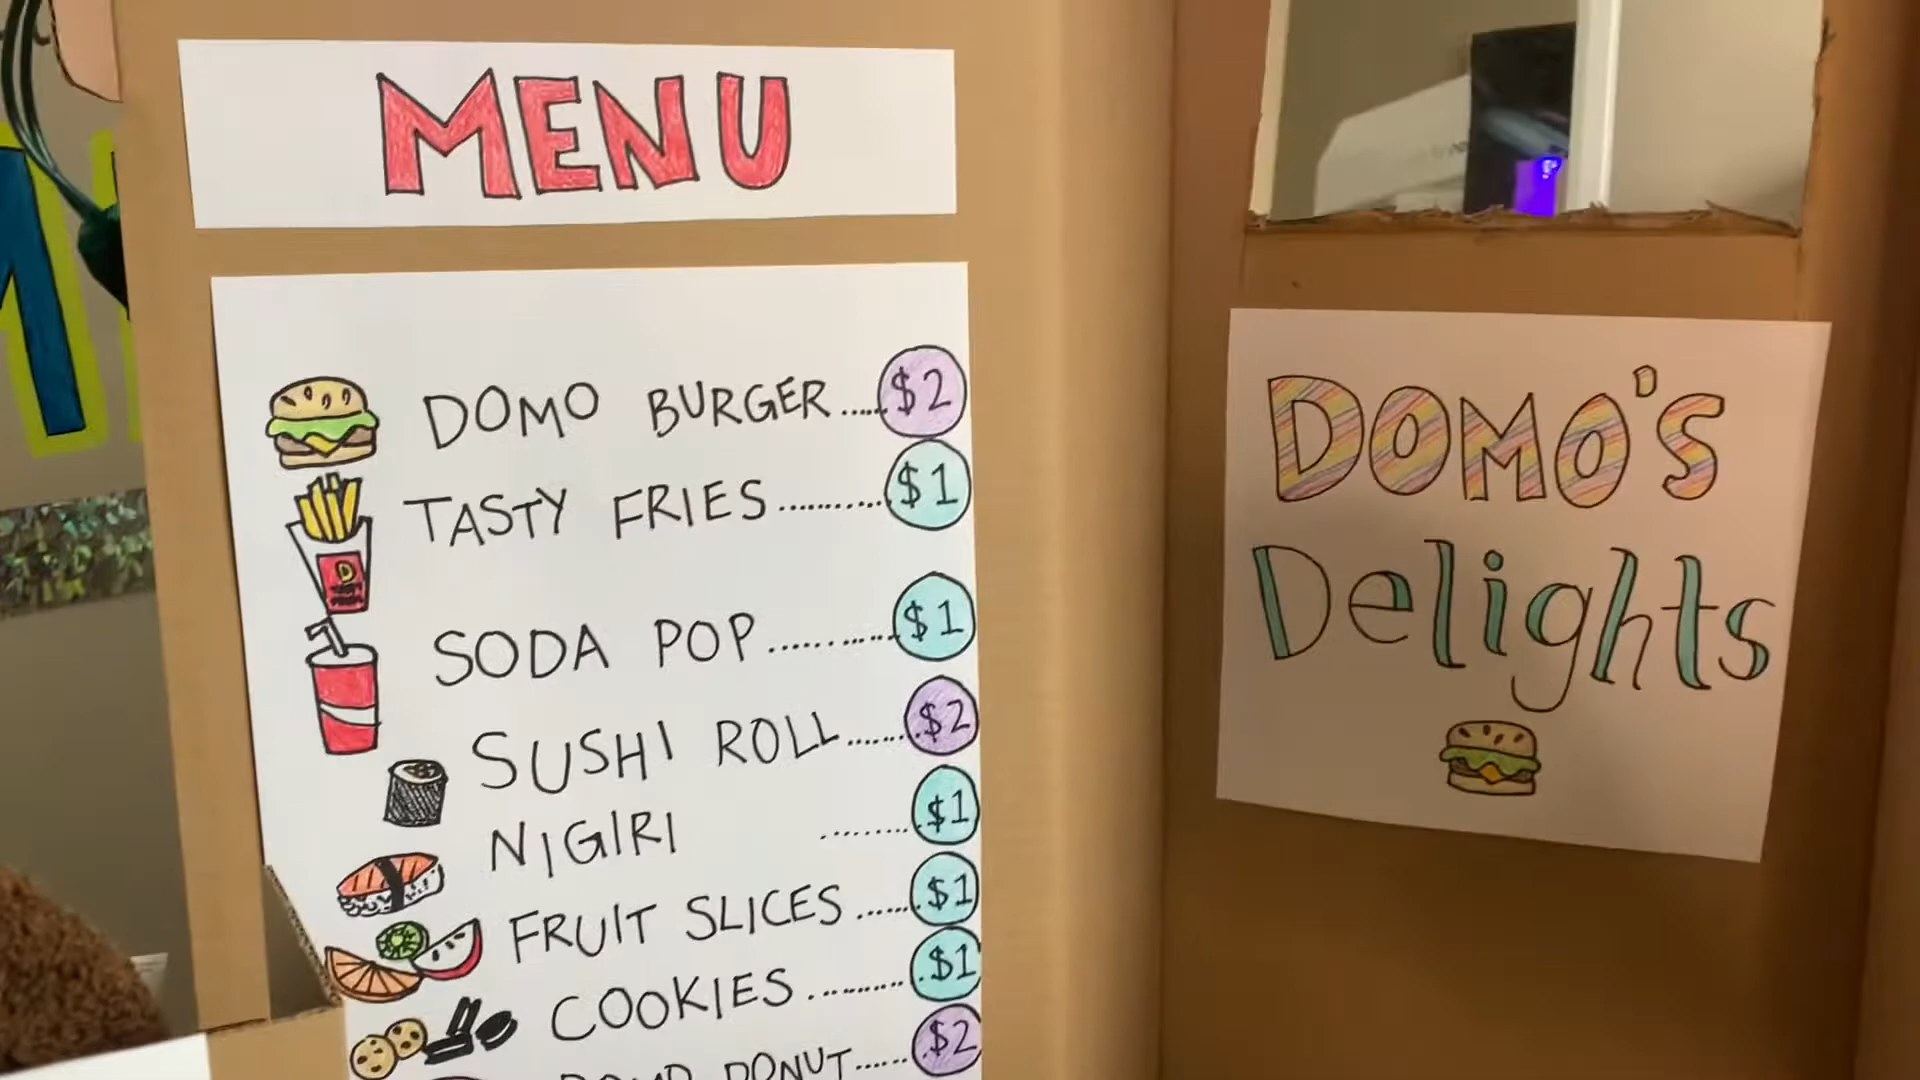 MENU
DOMO BURGER.....$2
TASTY FRIES...........$1
SODA POP...........$1
SUSHI ROLL.......$2
NIGIRI .........$1
FRUIT SLICES......$1
COOKIES..........$1
DONUT.....$2
DOMO'S
Delights